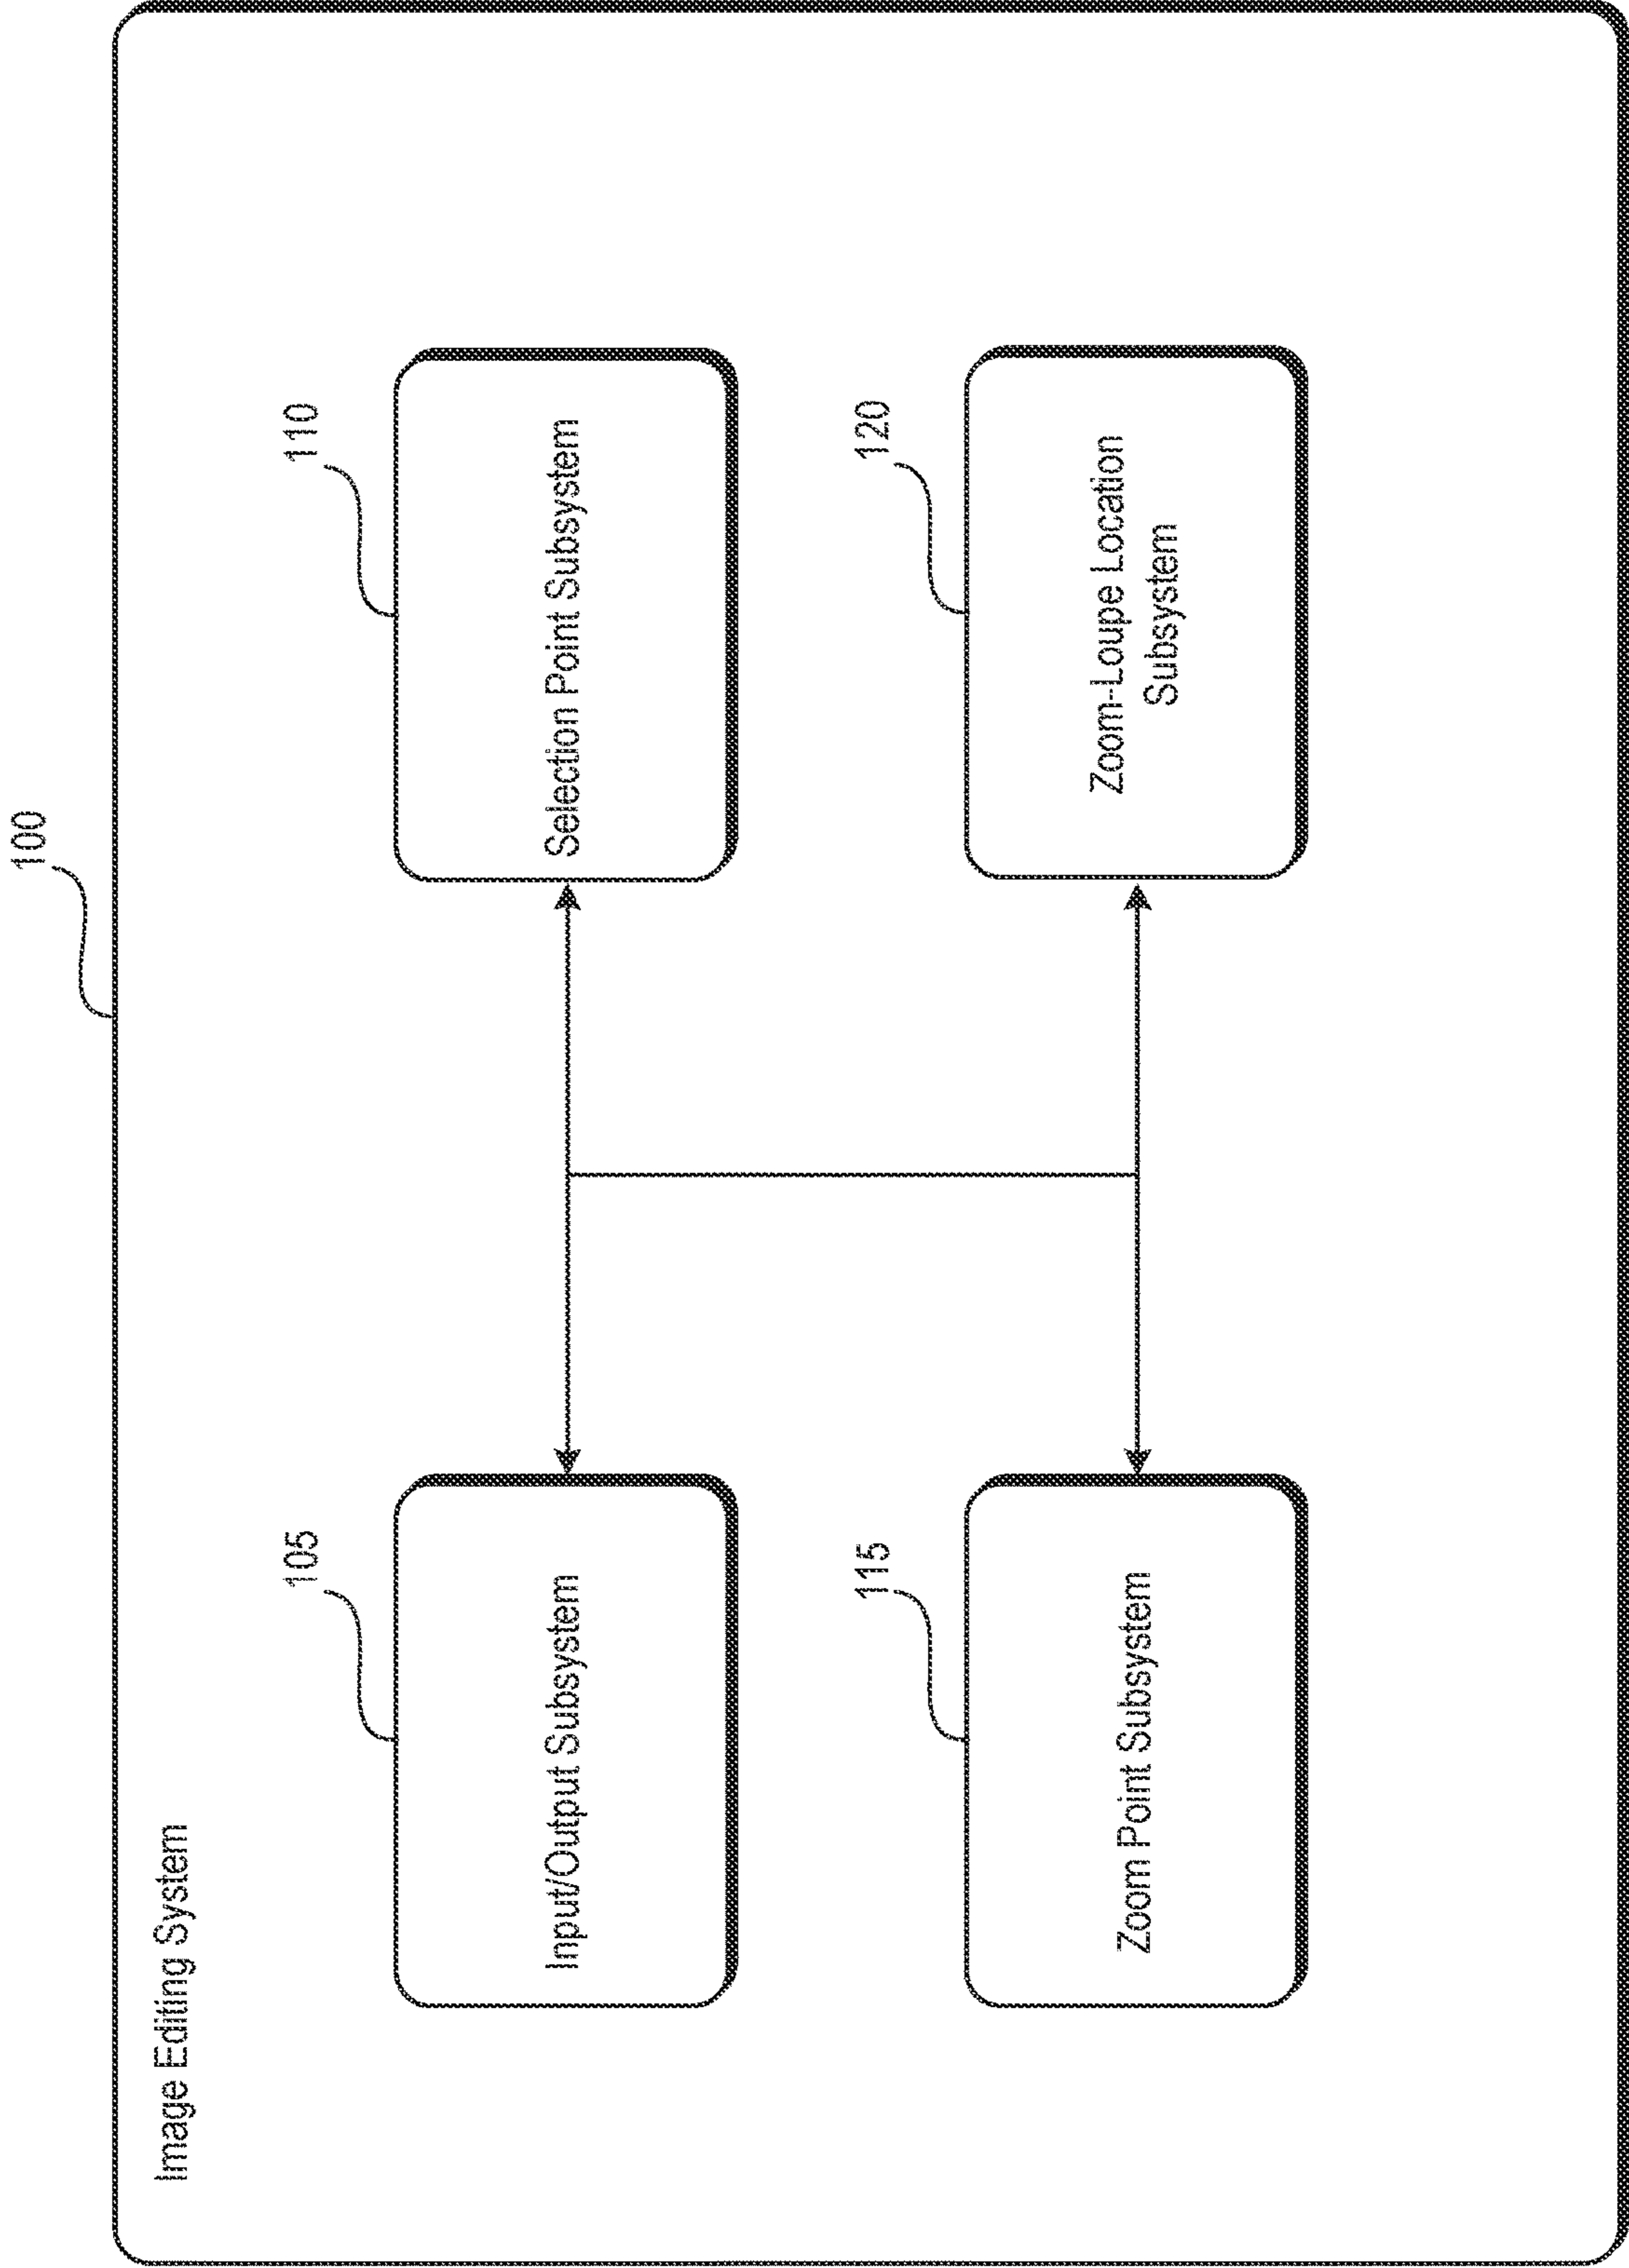 100
Image Editing System
105
Input/Output Subsystem
110
Selection Point Subsystem
115
Zoom Point Subsystem
120
Zoom-Loupe Location
Subsystem